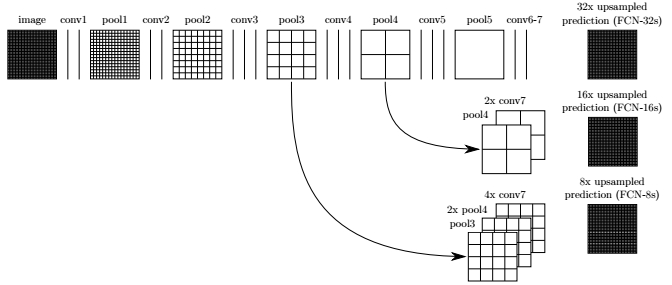 image conv1 pool1 conv2 pool2 conv3 pool3 conv4 pool4 conv5 pool5 conv6-7
32x upsampled
prediction (FCN-32s)
16x upsampled
prediction (FCN-16s)
2x conv7
pool4
8x upsampled
prediction (FCN-8s)
4x conv7
2x pool4
pool3